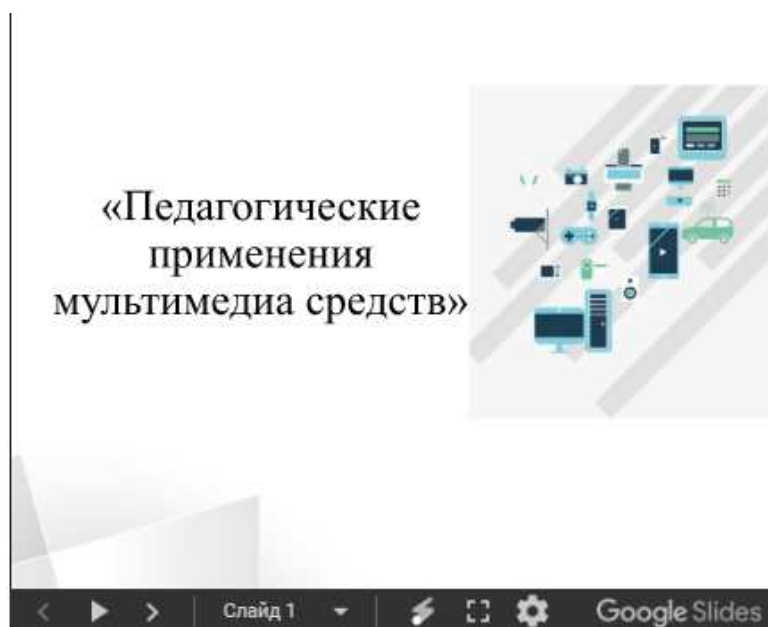 «Педагогические
применения
мультимедиа средств»
Слайд 1
Google Slides